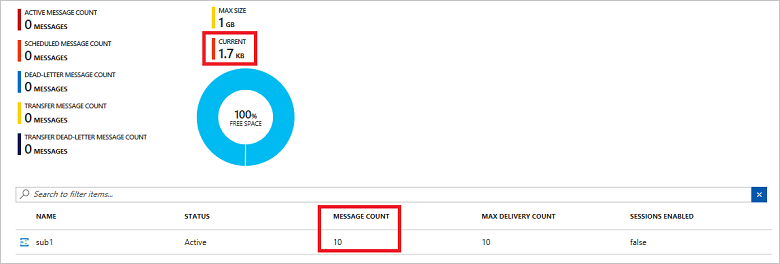 ACTIVE MESSAGE COUNT
0 MESSAGES
SCHEDULED MESSAGE COUNT
0 MESSAGES
DEAD-LETTER MESSAGE COUNT
0 MESSAGES
TRANSFER MESSAGE COUNT
0 MESSAGES
TRANSFER DEAD-LETTER MESSAGE COUNT
0 MESSAGES
MAX SIZE
1 GB
CURRENT
1.7 KB
100%
FREE SPACE
Search to filter items...
NAME STATUS MESSAGE COUNT MAX DELIVERY COUNT SESSIONS ENABLED
sub1 Active 10 10 false